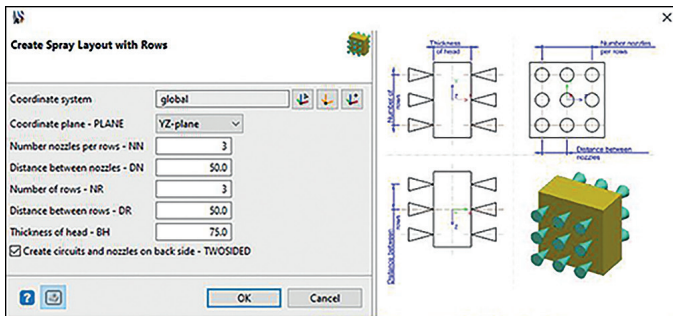 Create Spray Layout with Rows
Coordinate system global
Coordinate plane - PLANE YZ-plane
Number nozzles per rows - NN 3
Distance between nozzles - DN 50.0
Number of rows - NR 3
Distance between rows - DR 50.0
Thickness of head - BH 75.0
Create circuits and nozzles on back side - TWOSIDED
OK Cancel
Thickness
of head
Number nozzles
per rows
Number of
rows
Distance between
nozzles
Distance between
rows